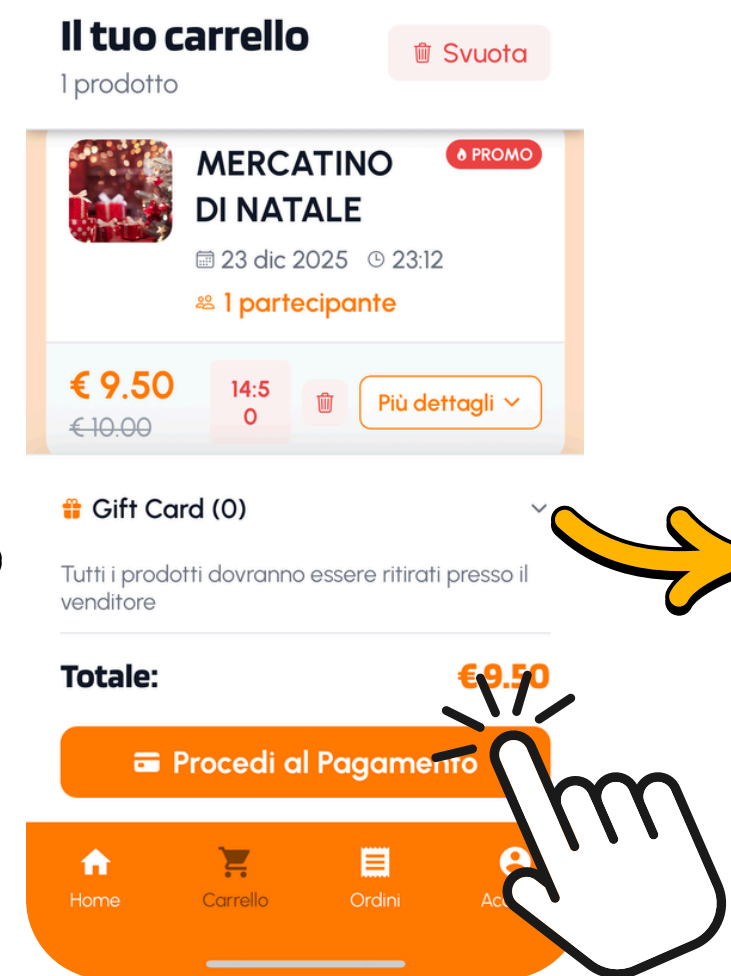 Il tuo carrello
Svuota
1 prodotto
MERCATINO
DI NATALE
PROMO
23 dic 2025 23:12
1 partecipante
€ 9.50
€ 10.00
14:5
0
Più dettagli
Gift Card (0)
Tutti i prodotti dovranno essere ritirati presso il
venditore
Totale:
€ 9.50
Procedi al Pagamento
Home
Carrello
Ordini